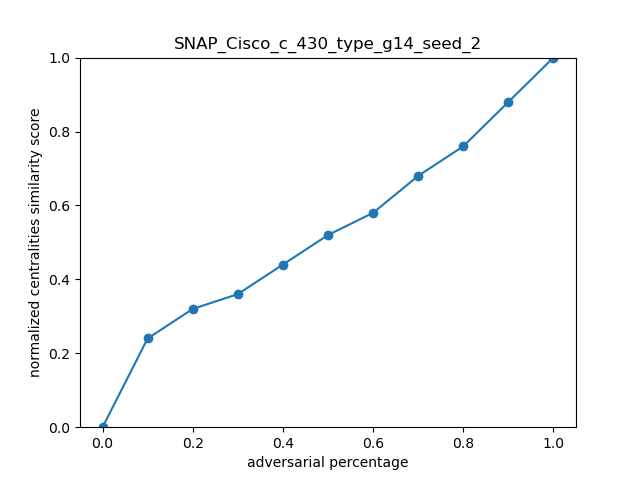 SNAP_Cisco_c_430_type_g14_seed_2
normalized centralities similarity score
1.0
0.8
0.6
0.4
0.2
0.0
0.0 0.2 0.4 0.6 0.8 1.0
adversarial percentage